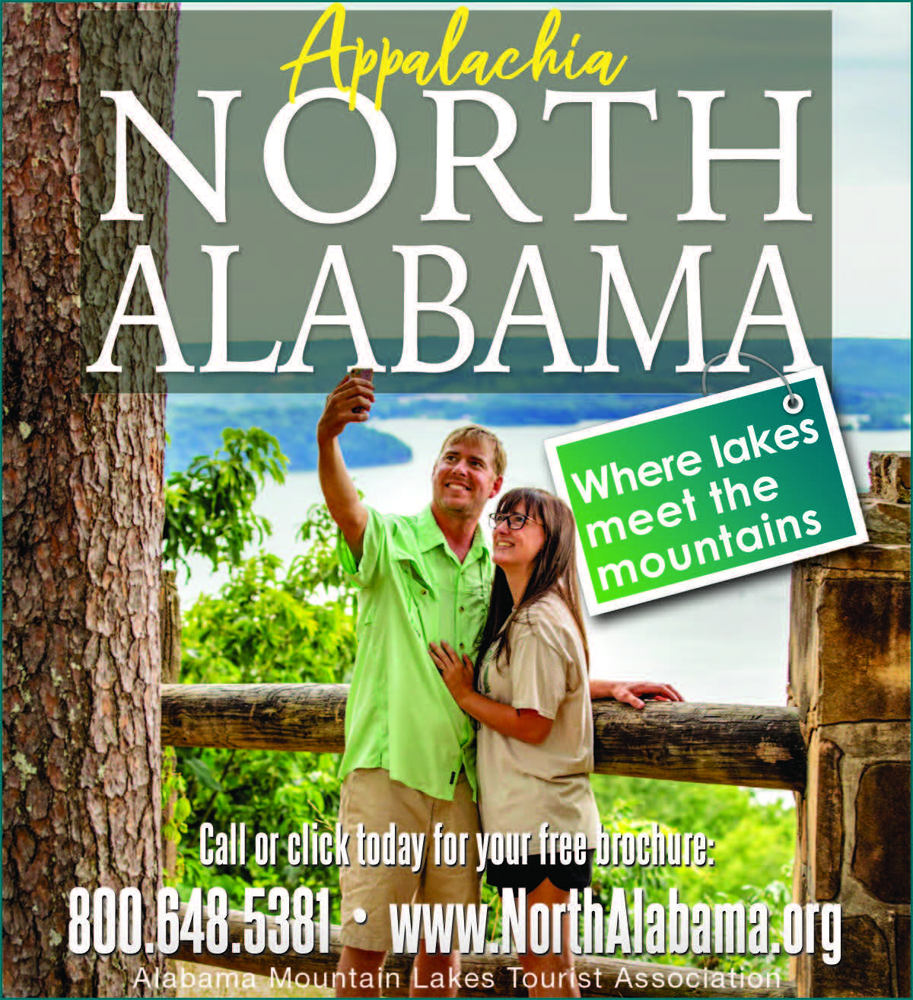 Appalachia
NORTH
ALABAMA
Where lakes
meet the
mountains
Call or click today for your free brochure:
800.648.5381 • www.NorthAlabama.org
Alabama Mountain Lakes Tourist Association